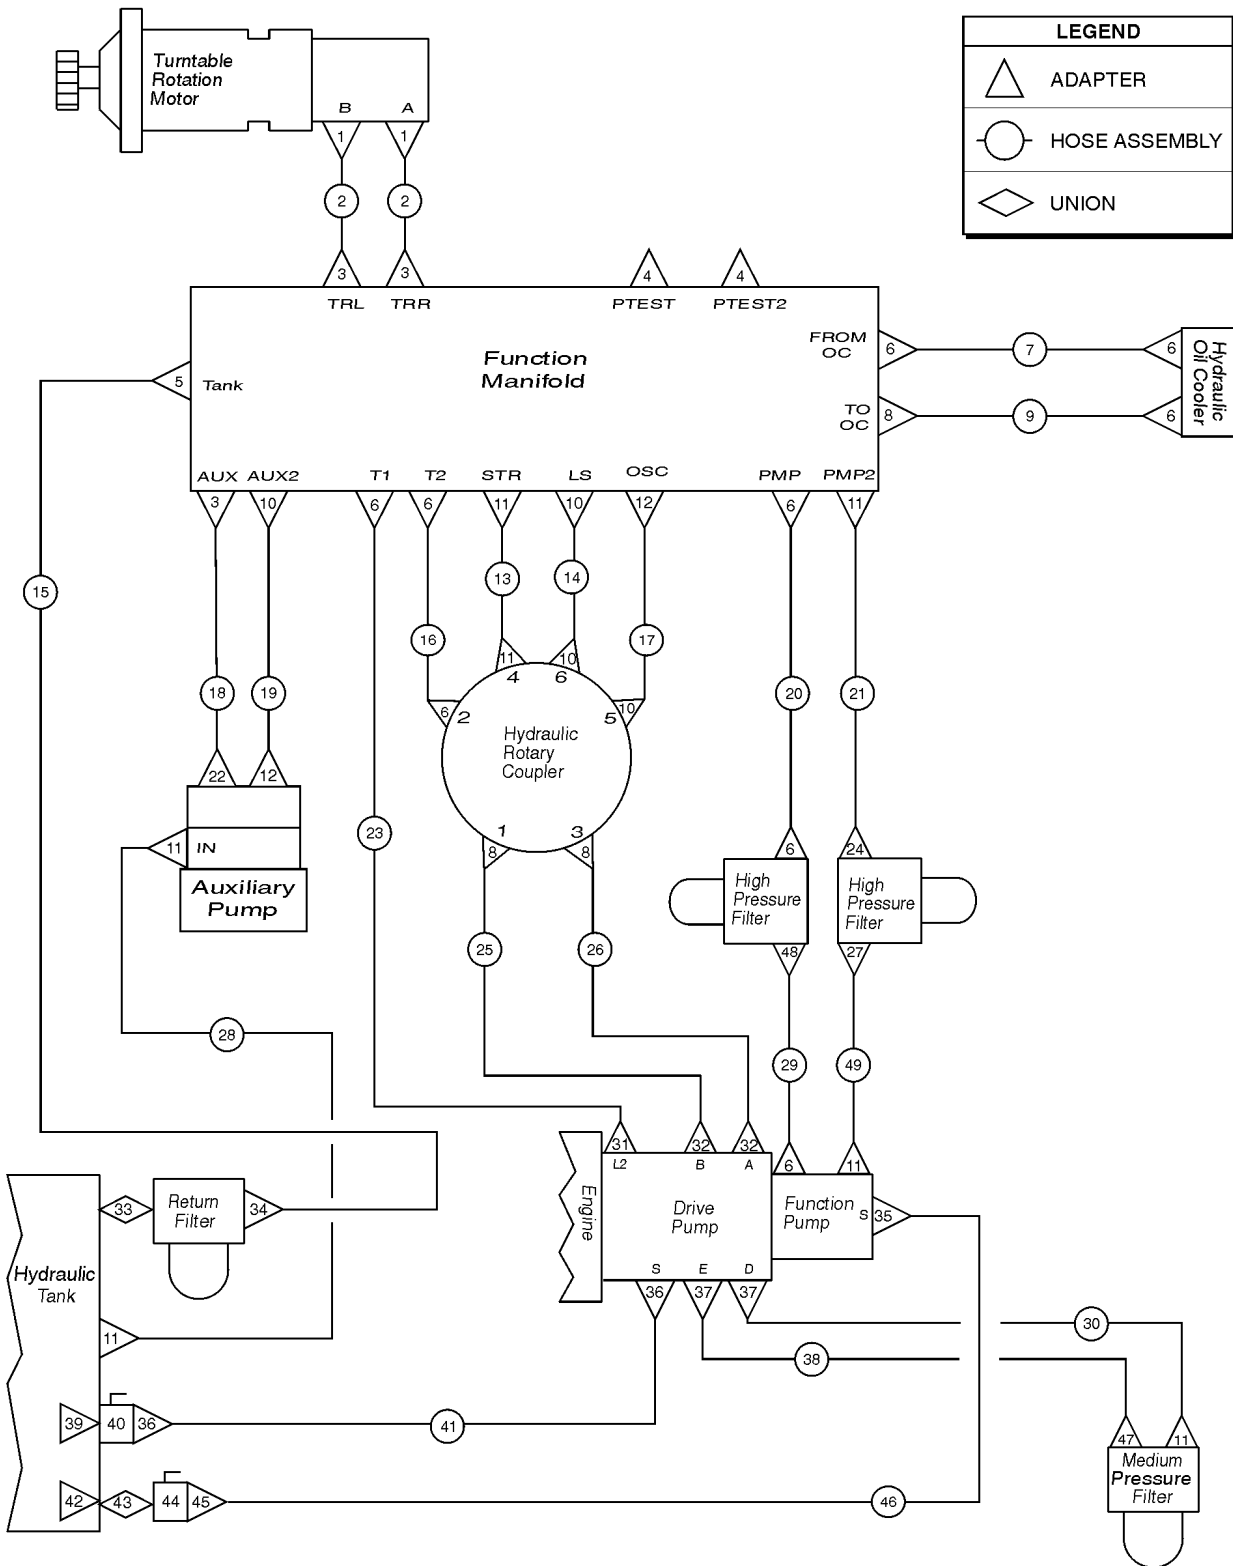 LEGEND
ADAPTER
HOSE ASSEMBLY
UNION
Turntable
Rotation
Motor
B A
1 1
2 2
3 3 4 4
TRL TRR PTEST PTEST2
Function
Manifold
FROM
OC
6 7 6
TO
OC
8 9 6
Hydraulic
Oil Cooler
5 Tank
AUX AUX2 T1 T2 STR LS OSC PMP PMP2
3 10 6 6 11 10 12 6 11
15
13 14
16 17
11 10
4 6
18 19
6 2 5 10
20 21
Hydraulic
Rotary
Coupler
22 12
23
1 3
8 8
11 IN
Auxiliary
Pump
6 24
High
Pressure
Filter
High
Pressure
Filter
25 26
48 27
28
29 49
31 32 32 6 11
L2 B A
Engine
Drive
Pump
Function
Pump
S 35
33
Return
Filter
34
Hydraulic
Tank
S E D
36 37 37
11
30
38
39 40 36 41
47 11
Medium
Pressure
Filter
42 43 44 45 46